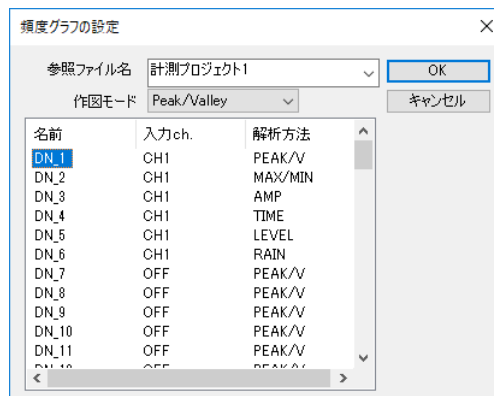 頻度グラフの設定
参照ファイル名 計測プロジェクト1 OK
作図モード Peak/Valley キャンセル
名前 入力ch. 解析方法
DN_1 CH1 PEAK/V
DN_2 CH1 MAX/MIN
DN_3 CH1 AMP
DN_4 CH1 TIME
DN_5 CH1 LEVEL
DN_6 CH1 RAIN
DN_7 OFF PEAK/V
DN_8 OFF PEAK/V
DN_9 OFF PEAK/V
DN_10 OFF PEAK/V
DN_11 OFF PEAK/V